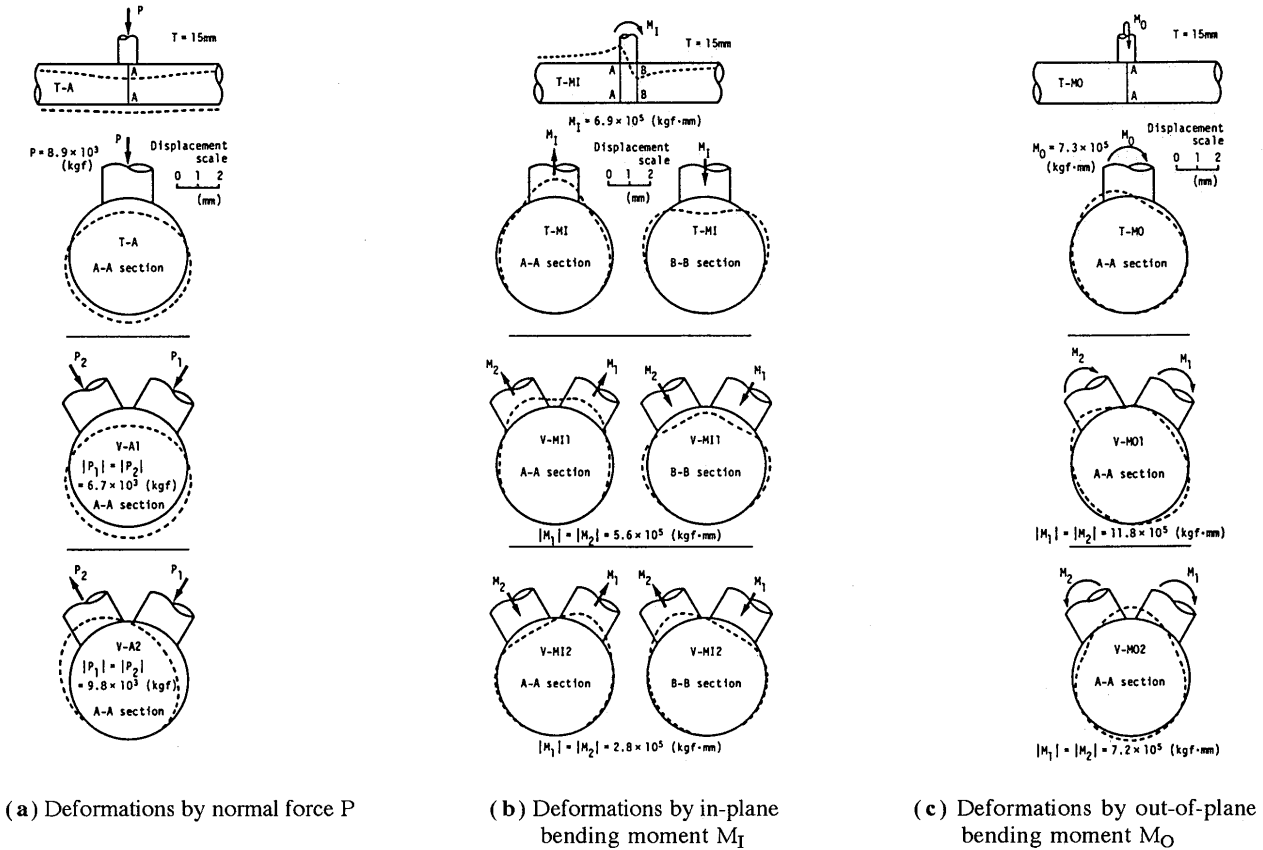 P
T = 15mm
A
T-A
A
P
P = 8.9 × 10³
(kgf)
Displacement
scale
0 1 2
(mm)
T-A
A-A section
P₂
P₁
V-A1
|P₁| = |P₂|
= 6.7 × 10³ (kgf)
A-A section
P₂
P₁
V-A2
|P₁| = |P₂|
= 9.8 × 10³ (kgf)
A-A section
(a) Deformations by normal force P
M_I
T = 15mm
A B
T-MI
A B
M_I = 6.9 × 10⁵ (kgf·mm)
M_I
Displacement
scale
0 1 2
(mm)
M_I
T-MI
A-A section
T-MI
B-B section
M₂
M₁
M₂
M₁
V-MI1
A-A section
V-MI1
B-B section
|M₁| = |M₂| = 5.6 × 10⁵ (kgf·mm)
M₂
M₁
M₂
M₁
V-MI2
A-A section
V-MI2
B-B section
|M₁| = |M₂| = 2.8 × 10⁵ (kgf·mm)
(b) Deformations by in-plane
bending moment M_I
M_O
T = 15mm
A
T-MO
A
M_O = 7.3 × 10⁵
(kgf·mm)
M_O
Displacement
scale
0 1 2
(mm)
T-MO
A-A section
M₂
M₁
V-MO1
A-A section
|M₁| = |M₂| = 11.8 × 10⁵ (kgf·mm)
M₂
M₁
V-MO2
A-A section
|M₁| = |M₂| = 7.2 × 10⁵ (kgf·mm)
(c) Deformations by out-of-plane
bending moment M_O